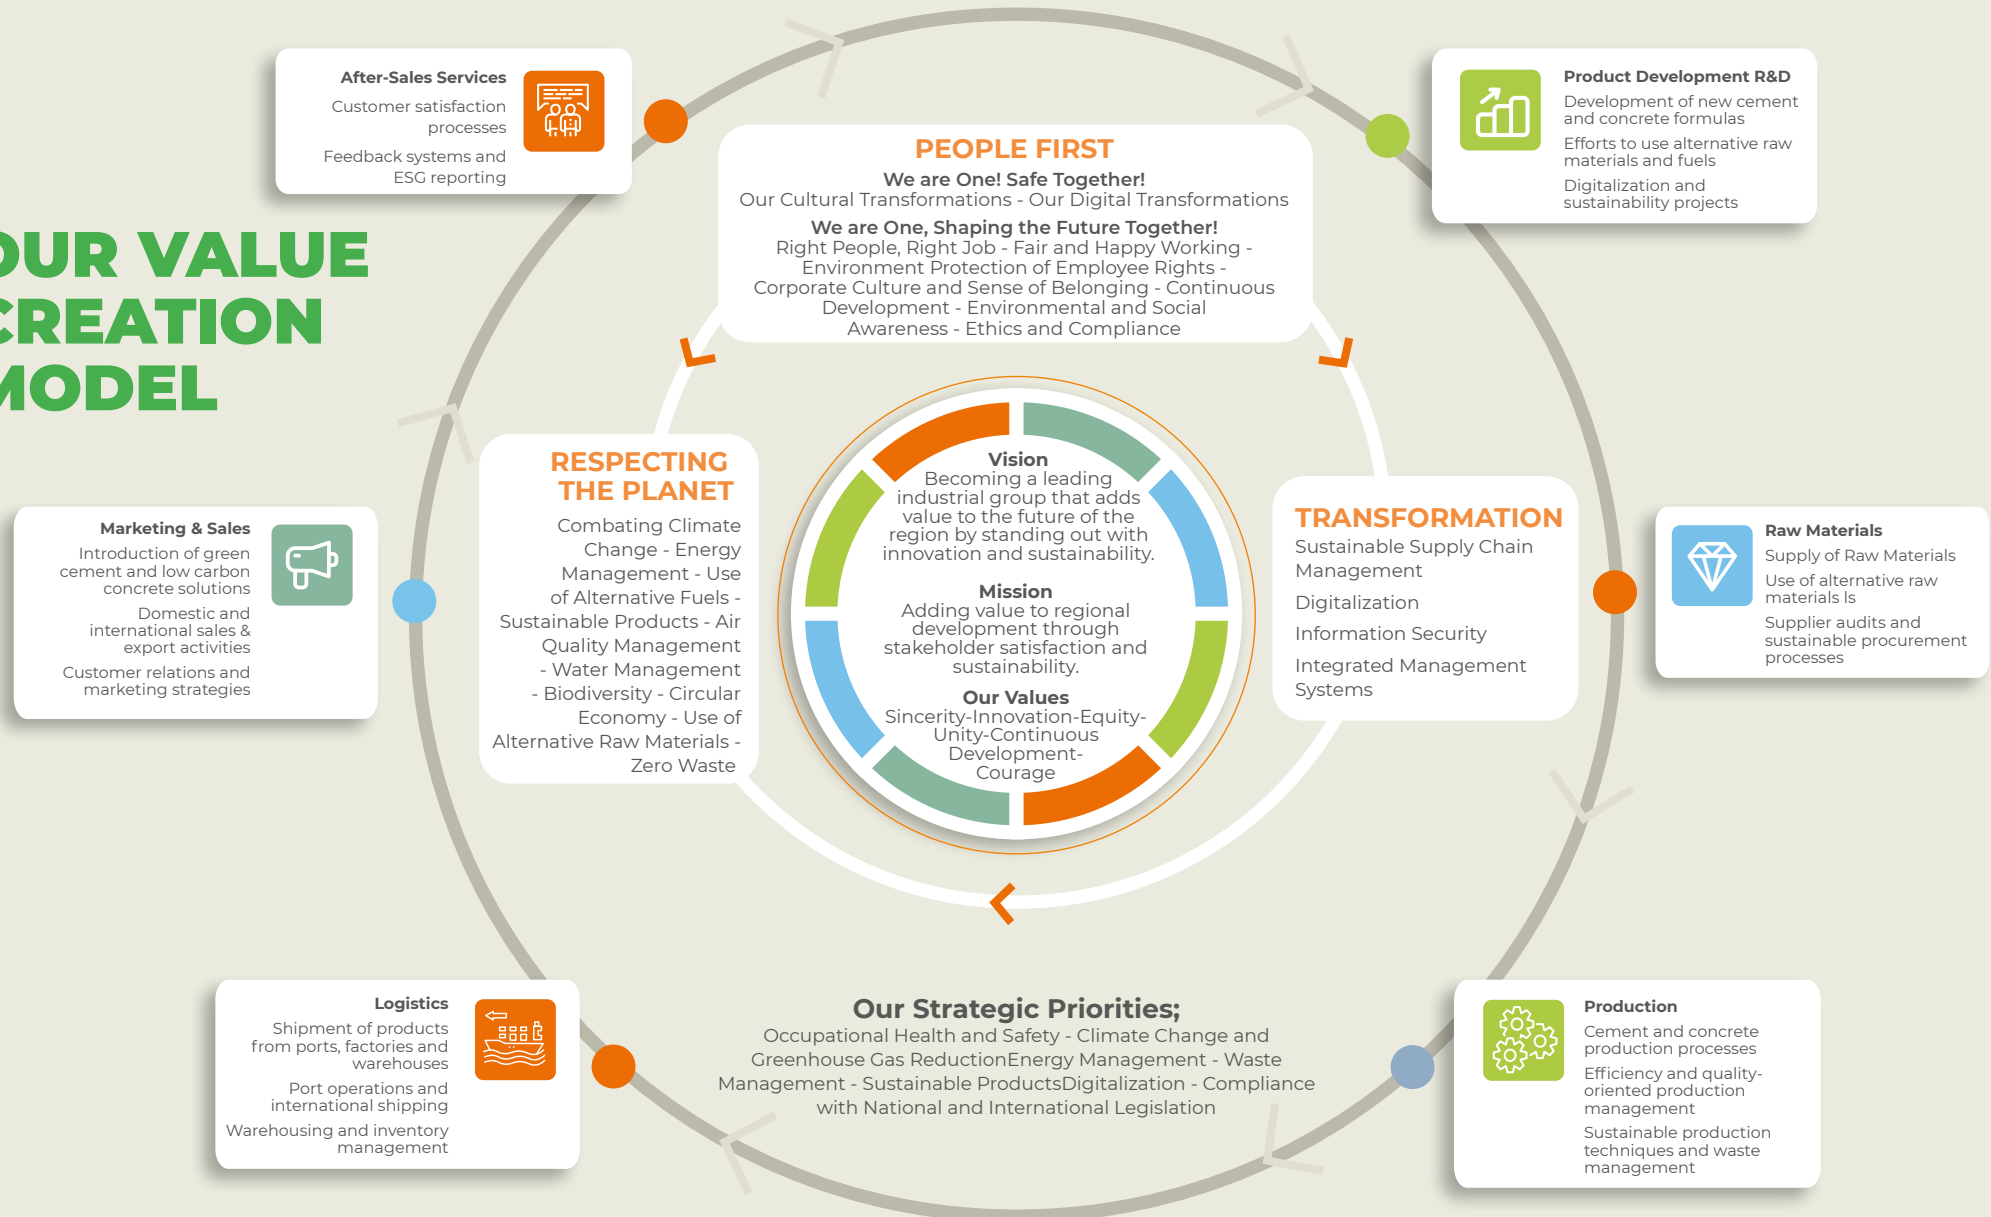 OUR VALUE
CREATION
MODEL
After-Sales Services
Customer satisfaction
processes
Feedback systems and
ESG reporting
Product Development R&D
Development of new cement
and concrete formulas
Efforts to use alternative raw
materials and fuels
Digitalization and
sustainability projects
PEOPLE FIRST
We are One! Safe Together!
Our Cultural Transformations - Our Digital Transformations
We are One, Shaping the Future Together!
Right People, Right Job - Fair and Happy Working -
Environment Protection of Employee Rights -
Corporate Culture and Sense of Belonging - Continuous
Development - Environmental and Social
Awareness - Ethics and Compliance
RESPECTING
THE PLANET
Combating Climate
Change - Energy
Management - Use
of Alternative Fuels -
Sustainable Products - Air
Quality Management
- Water Management
- Biodiversity - Circular
Economy - Use of
Alternative Raw Materials -
Zero Waste
Vision
Becoming a leading
industrial group that adds
value to the future of the
region by standing out with
innovation and sustainability.
Mission
Adding value to regional
development through
stakeholder satisfaction and
sustainability.
Our Values
Sincerity-Innovation-Equity-
Unity-Continuous
Development-
Courage
TRANSFORMATION
Sustainable Supply Chain
Management
Digitalization
Information Security
Integrated Management
Systems
Marketing & Sales
Introduction of green
cement and low carbon
concrete solutions
Domestic and
international sales &
export activities
Customer relations and
marketing strategies
Raw Materials
Supply of Raw Materials
Use of alternative raw
materials ls
Supplier audits and
sustainable procurement
processes
Logistics
Shipment of products
from ports, factories and
warehouses
Port operations and
international shipping
Warehousing and inventory
management
Our Strategic Priorities;
Occupational Health and Safety - Climate Change and
Greenhouse Gas ReductionEnergy Management - Waste
Management - Sustainable ProductsDigitalization - Compliance
with National and International Legislation
Production
Cement and concrete
production processes
Efficiency and quality-
oriented production
management
Sustainable production
techniques and waste
management